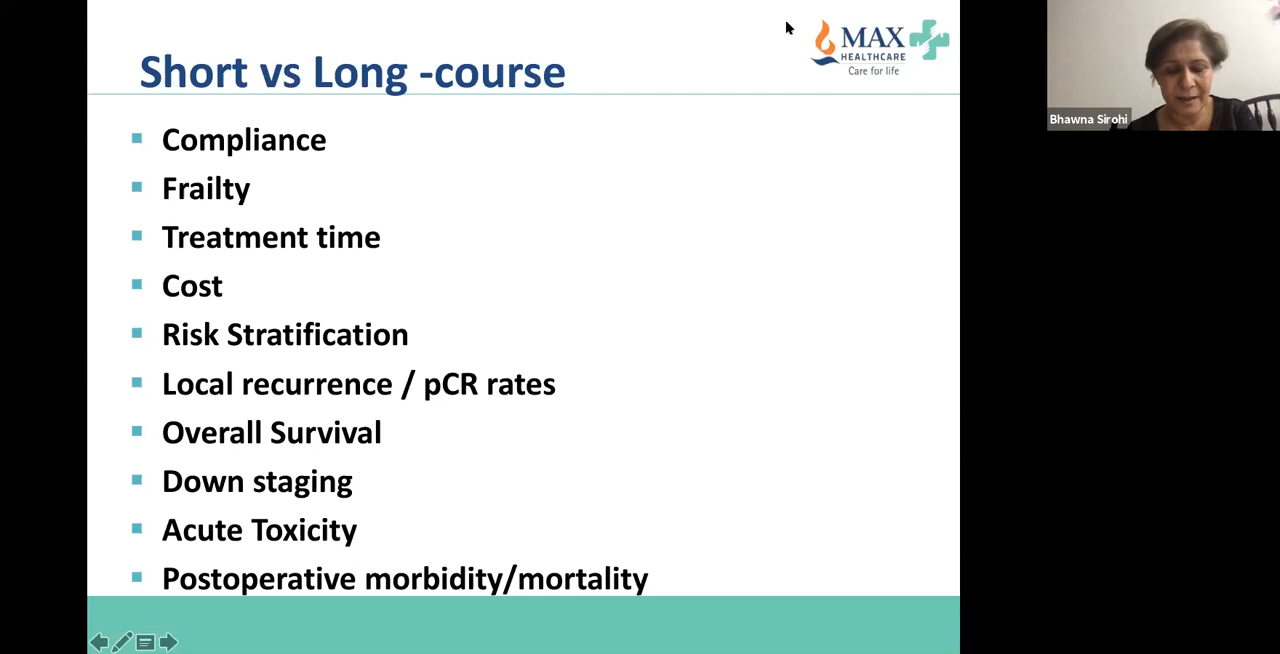 Short vs Long -course
MAX
HEALTHCARE
Care for life
Compliance
Frailty
Treatment time
Cost
Risk Stratification
Local recurrence / pCR rates
Overall Survival
Down staging
Acute Toxicity
Postoperative morbidity/mortality
Bhawna Sirohi